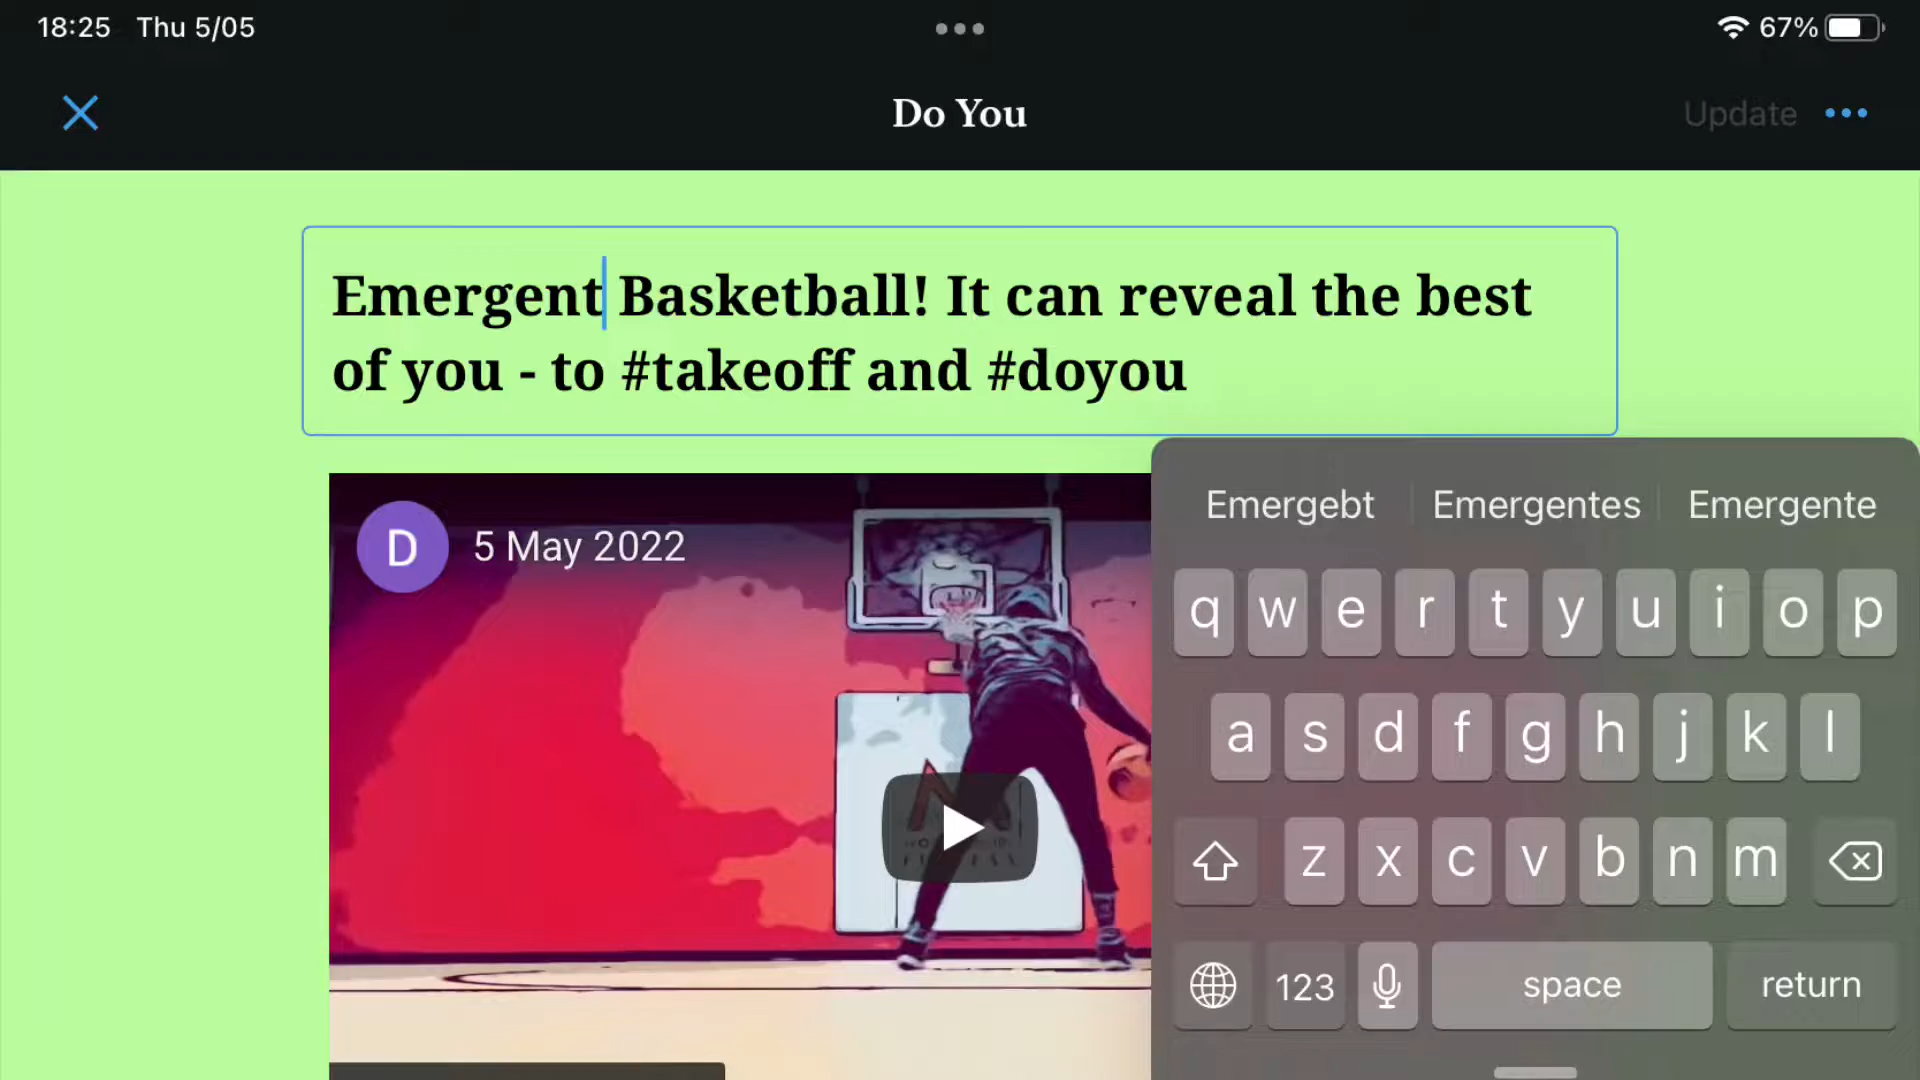 18:25 Thu 5/05
67%
Do You
Update
Emergent Basketball! It can reveal the best
of you - to #takeoff and #doyou
D 5 May 2022
Emergebt Emergentes Emergente
q w e r t y u i o p
a s d f g h j k l
z x c v b n m
123 space return